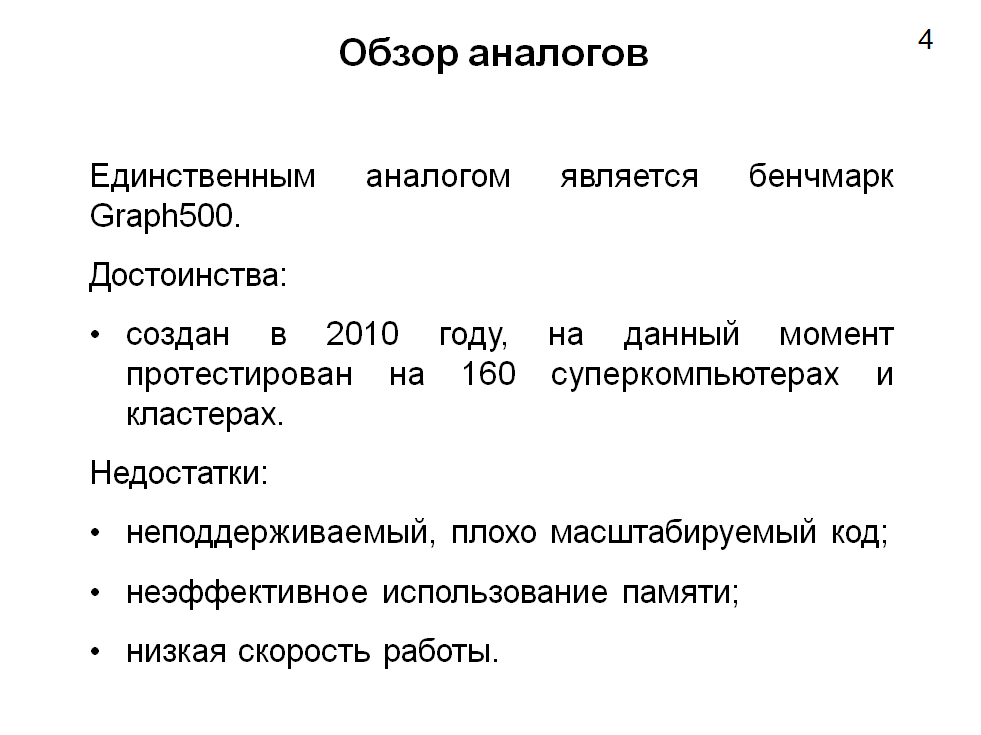 4
Обзор аналогов
Единственным аналогом является бенчмарк
Graph500.
Достоинства:
• создан в 2010 году, на данный момент
протестирован на 160 суперкомпьютерах и
кластерах.
Недостатки:
• неподдерживаемый, плохо масштабируемый код;
• неэффективное использование памяти;
• низкая скорость работы.